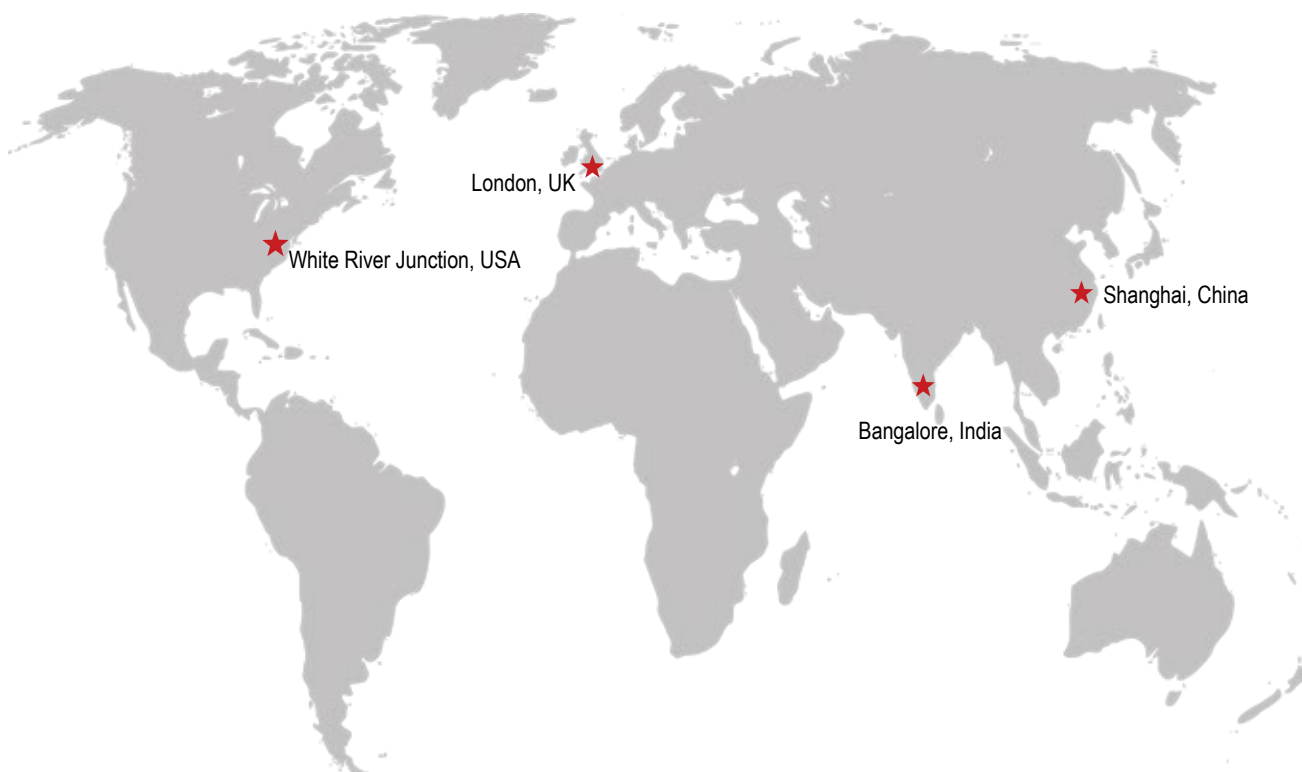 London, UK
White River Junction, USA
Shanghai, China
Bangalore, India